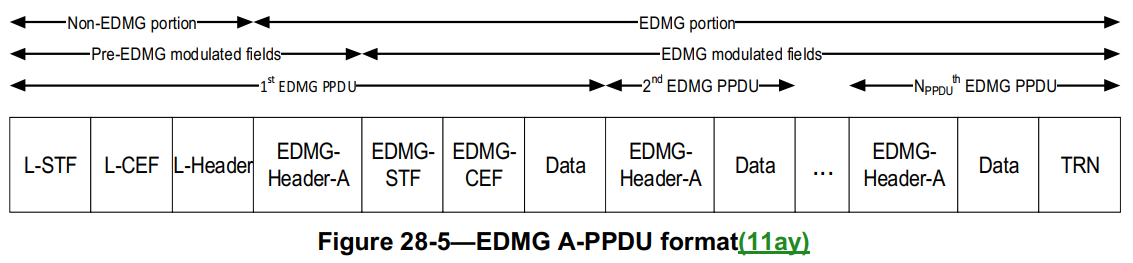 Non-EDMG portion EDMG portion
Pre-EDMG modulated fields EDMG modulated fields
1st EDMG PPDU 2nd EDMG PPDU NPPDUth EDMG PPDU
L-STF L-CEF L-Header EDMG-Header-A EDMG-STF EDMG-CEF Data EDMG-Header-A Data ... EDMG-Header-A Data TRN
Figure 28-5—EDMG A-PPDU format(11ay)